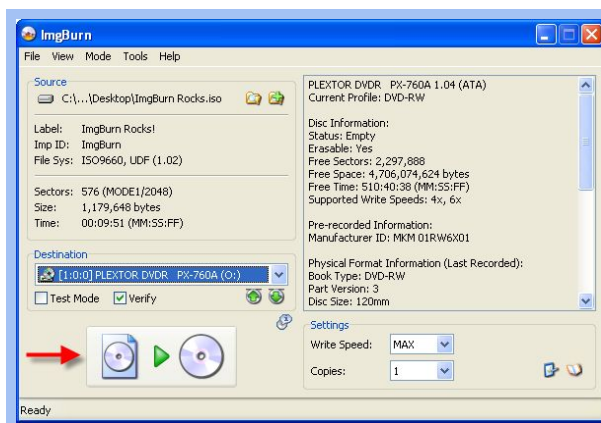 ImgBurn
File View Mode Tools Help
Source
C:\...\Desktop\ImgBurn Rocks.iso
Label: ImgBurn Rocks!
Imp ID: ImgBurn
File Sys: ISO9660, UDF (1.02)
Sectors: 576 (MODE1/2048)
Size: 1,179,648 bytes
Time: 00:09:51 (MM:SS:FF)
Destination
[1:0:0] PLEXTOR DVDR PX-760A (O:)
Test Mode Verify
PLEXTOR DVDR PX-760A 1.04 (ATA)
Current Profile: DVD-RW
Disc Information:
Status: Empty
Erasable: Yes
Free Sectors: 2,297,888
Free Space: 4,706,074,624 bytes
Free Time: 510:40:38 (MM:SS:FF)
Supported Write Speeds: 4x, 6x
Pre-recorded Information:
Manufacturer ID: MKM 01RW6X01
Physical Format Information (Last Recorded):
Book Type: DVD-RW
Part Version: 3
Disc Size: 120mm
Settings
Write Speed: MAX
Copies: 1
Ready